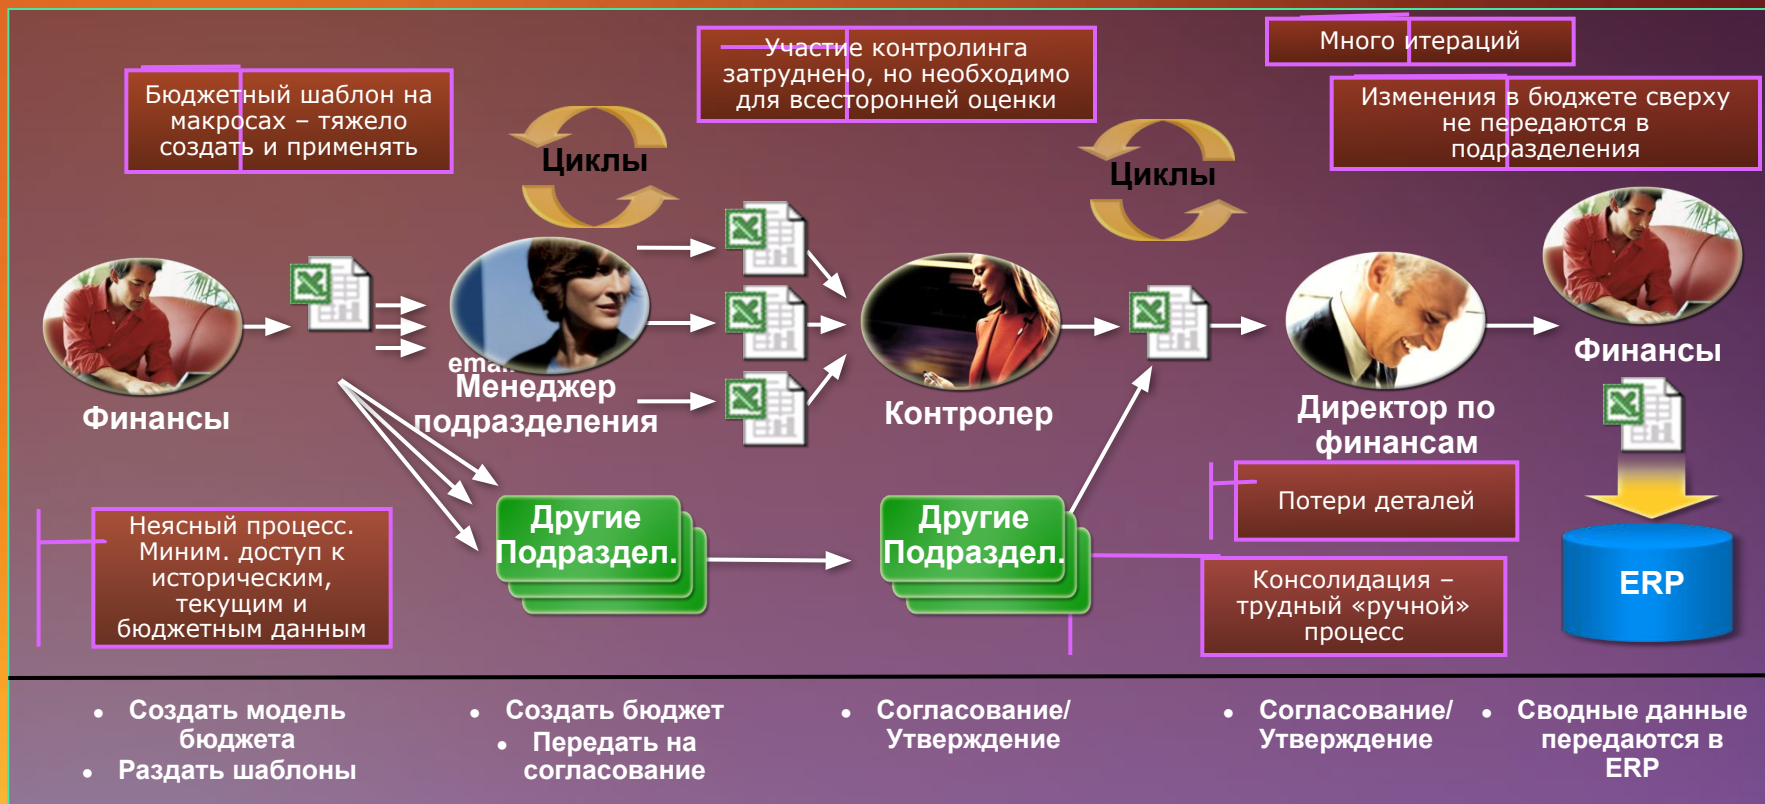 Бюджетный шаблон на
макросах – тяжело
создать и применять
Участие контролинга
затруднено, но необходимо
для всесторонней оценки
Много итераций
Изменения в бюджете сверху
не передаются в
подразделения
Циклы
Циклы
Финансы
Менеджер
подразделения
Контролер
Директор по
финансам
Финансы
Другие
Подраздел.
Другие
Подраздел.
Неясный процесс.
Миним. доступ к
историческим,
текущим и
бюджетным данным
Потери деталей
Консолидация –
трудный «ручной»
процесс
ERP
• Создать модель
бюджета
• Раздать шаблоны
• Создать бюджет
• Передать на
согласование
• Согласование/
Утверждение
• Согласование/
Утверждение
• Сводные данные
передаются в
ERP